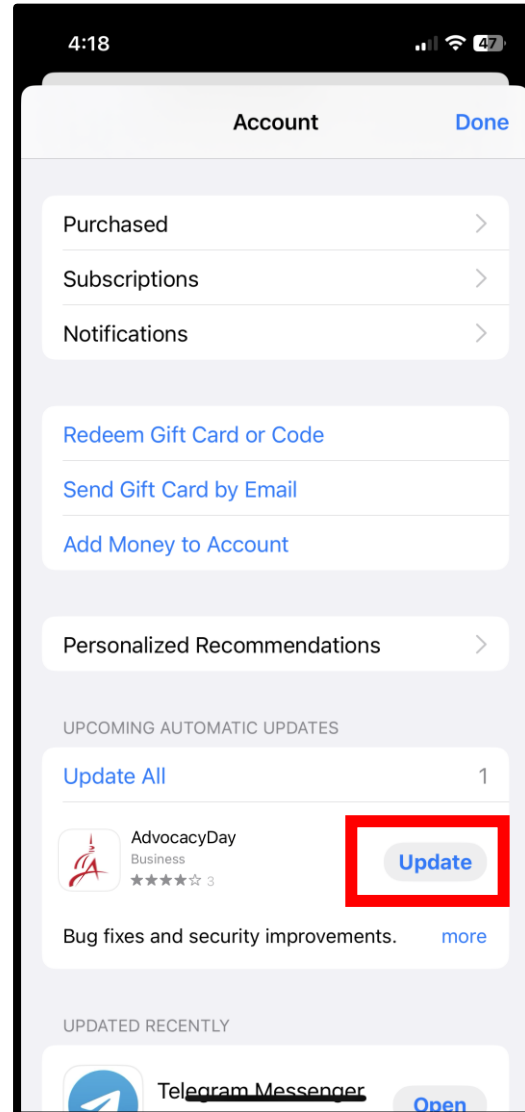 4:18
47
Account
Done
Purchased
Subscriptions
Notifications
Redeem Gift Card or Code
Send Gift Card by Email
Add Money to Account
Personalized Recommendations
UPCOMING AUTOMATIC UPDATES
Update All
1
AdvocacyDay
Business
3
Update
Bug fixes and security improvements.
more
UPDATED RECENTLY
Telegram Messenger
Open